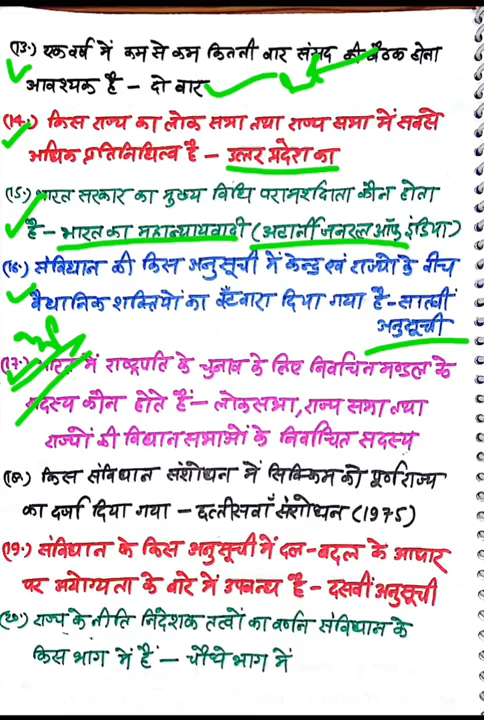 (13.) एक वर्ष में कम से कम कितनी बार संसद की बैठक होना
आवश्यक है - दो बार
(14.) किस राज्य का लोक सभा तथा राज्य सभा में सबसे
अधिक प्रतिनिधित्व है - उत्तर प्रदेश का
(15.) भारत सरकार का मुख्य विधि परामर्शदाता कौन होता
है - भारत का महान्यायवादी (अटार्नी जनरल ऑफ इंडिया)
(16.) संविधान की किस अनुसूची में केन्द्र एवं राज्यों के बीच
वैधानिक शक्तियों का बँटवारा दिया गया है - सातवीं
अनुसूची
(17.) भारत में राष्ट्रपति के चुनाव के लिए निर्वाचन मण्डल के
सदस्य कौन होते हैं - लोकसभा, राज्य सभा तथा
राज्यों की विधान सभाओं के निर्वाचित सदस्य
(18.) किस संविधान संशोधन में सिक्किम को पूर्ण राज्य
का दर्जा दिया गया - छत्तीसवाँ संशोधन (1975)
(19.) संविधान के किस अनुसूची में दल-बदल के आधार
पर अयोग्यता के बारे में उपबन्ध है - दसवीं अनुसूची
(20.) राज्य के नीति निदेशक तत्वों का वर्णन संविधान के
किस भाग में है - चौथे भाग में